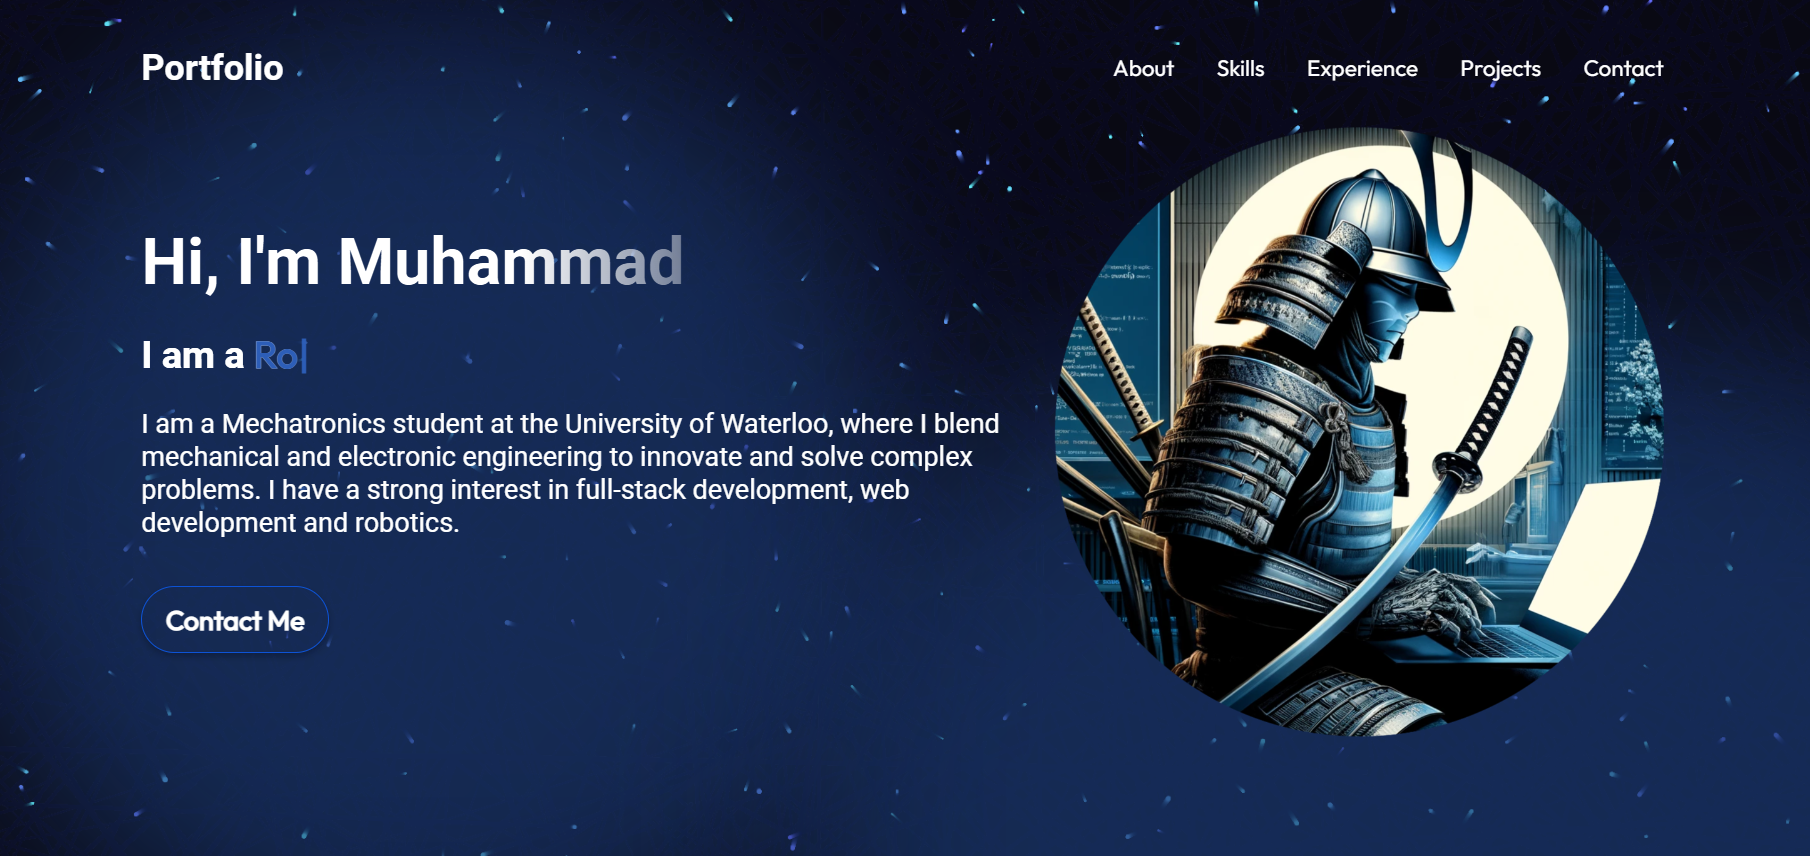 Portfolio
About Skills Experience Projects Contact
Hi, I'm Muhammad
I am a Ro
I am a Mechatronics student at the University of Waterloo, where I blend
mechanical and electronic engineering to innovate and solve complex
problems. I have a strong interest in full-stack development, web
development and robotics.
Contact Me